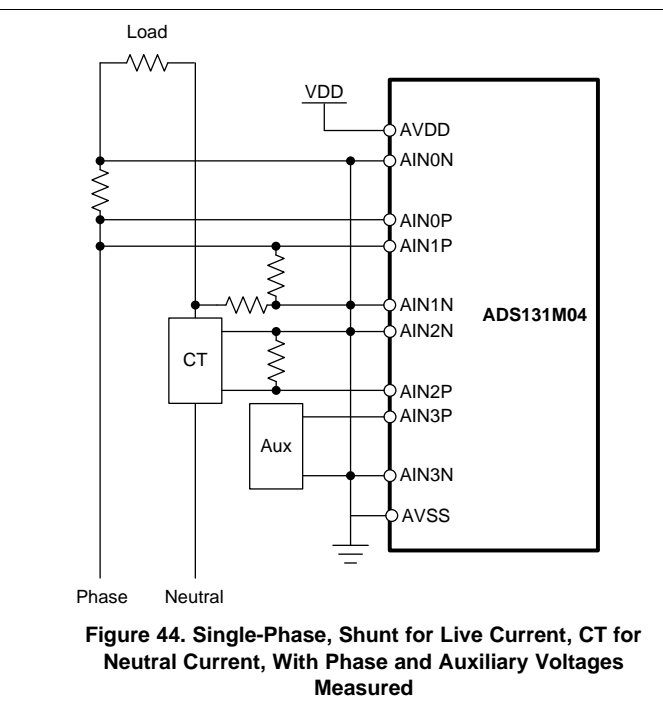 Load
VDD
AVDD
AIN0N
AIN0P
AIN1P
AIN1N
ADS131M04
AIN2N
CT
AIN2P
AIN3P
Aux
AIN3N
AVSS
Phase
Neutral
Figure 44. Single-Phase, Shunt for Live Current, CT for
Neutral Current, With Phase and Auxiliary Voltages
Measured